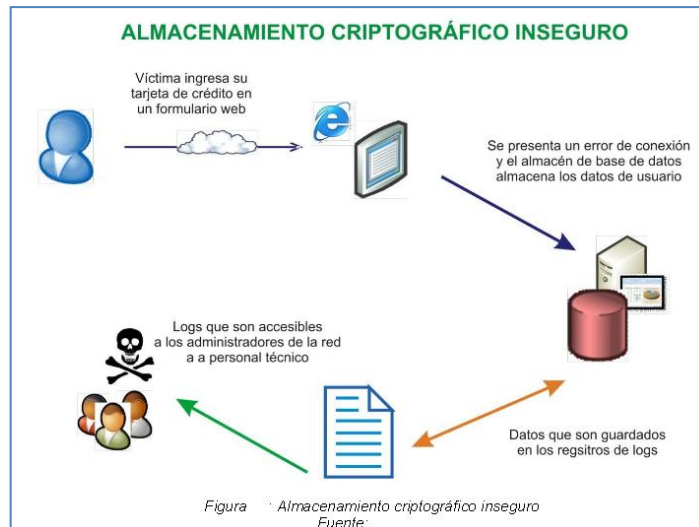 ALMACENAMIENTO CRIPTOGRÁFICO INSEGURO
Víctima ingresa su
tarjeta de crédito en
un formulario web
Se presenta un error de conexión
y el almacén de base de datos
almacena los datos de usuario
Logs que son accesibles
a los administradores de la red
a a personal técnico
Datos que son guardados
en los regsitros de logs
Figura : Almacenamiento criptográfico inseguro
Fuente: